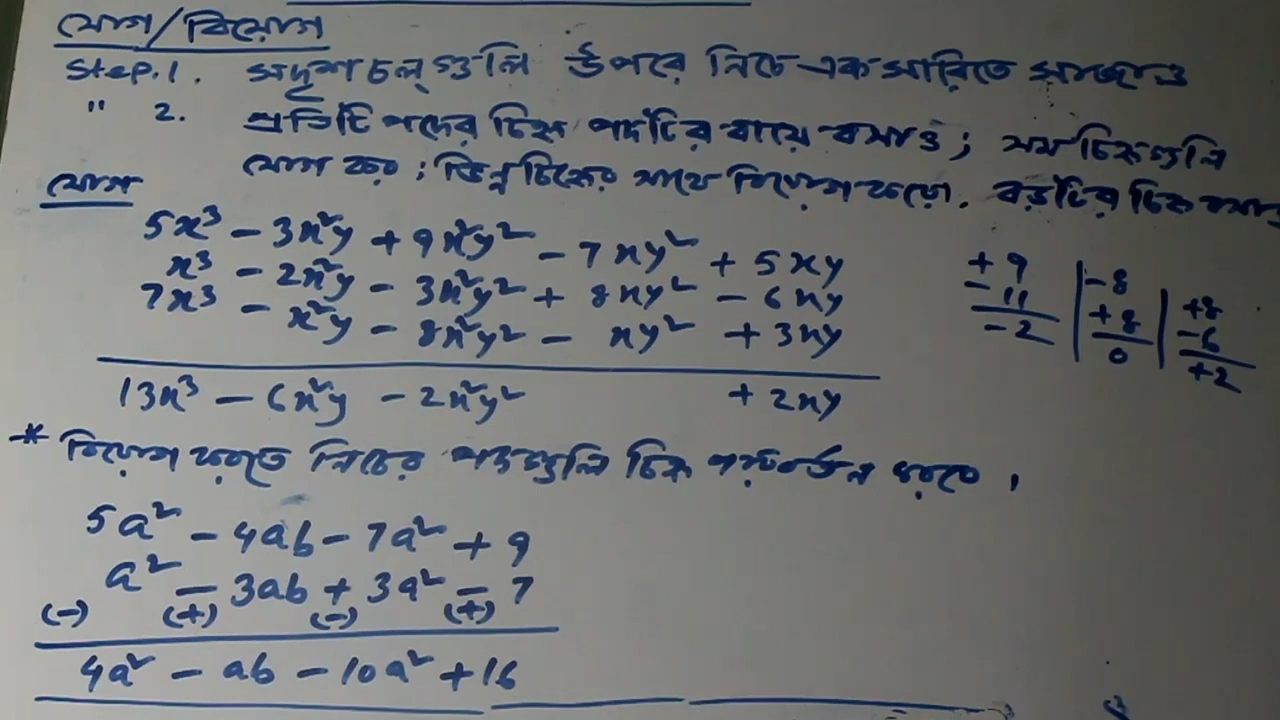 যোগ/বিয়োগ
Step.1. সদৃশ চলগুলি উপরে নিচে এক সারিতে সাজাও
" 2. প্রতিটি পদের চিহ্ন পদটির বায়ে বসাও; সম চিহ্নগুলি
যোগ কর; ভিন্ন চিহ্নের সাথে বিয়োগ করো. বড়টির চিহ্ন বসাও
যোগ
5x³ - 3x²y + 9x²y² - 7xy² + 5xy
x³ - 2x²y - 3x²y² + 8xy² - 6xy
7x³ - x²y - 8x²y² - xy² + 3xy
13x³ - 6x²y - 2x²y² + 2xy
+9 -8 +8
-11 +8 -6
-2 0 +2
* বিয়োগ করতে নিচের পদগুলি চিহ্ন পরিবর্তন করবে।
5a² - 4ab - 7a² + 9
a² - 3ab + 3a² - 7
(-) (+) (-) (+)
4a² - ab - 10a² + 16